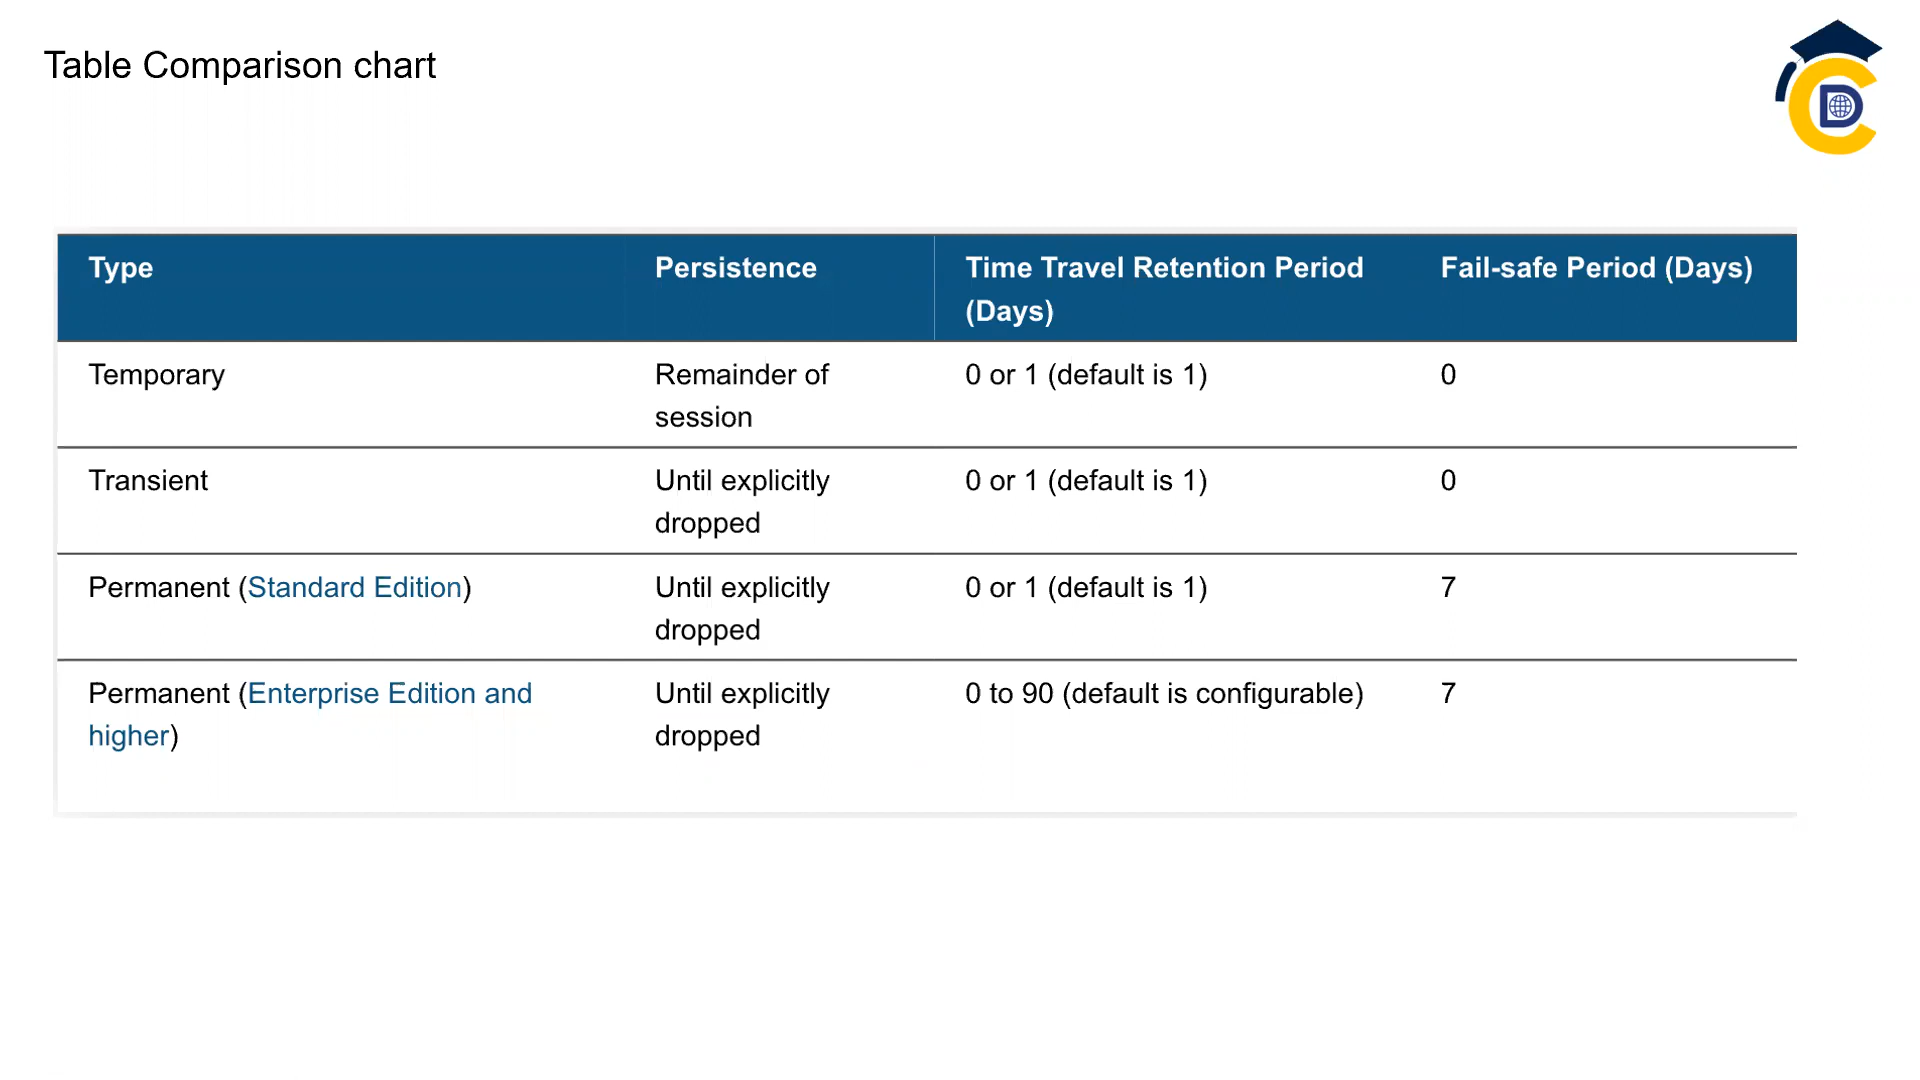 Table Comparison chart
CD
Type Persistence Time Travel Retention Period Fail-safe Period (Days)
(Days)
Temporary Remainder of 0 or 1 (default is 1) 0
session
Transient Until explicitly 0 or 1 (default is 1) 0
dropped
Permanent (Standard Edition) Until explicitly 0 or 1 (default is 1) 7
dropped
Permanent (Enterprise Edition and Until explicitly 0 to 90 (default is configurable) 7
higher) dropped